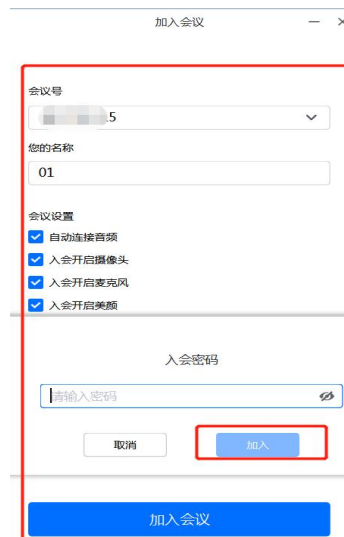 加入会议
会议号
.5
您的名称
01
会议设置
自动连接音频
入会开启摄像头
入会开启麦克风
入会开启美颜
入会密码
请输入密码
取消
加入
加入会议